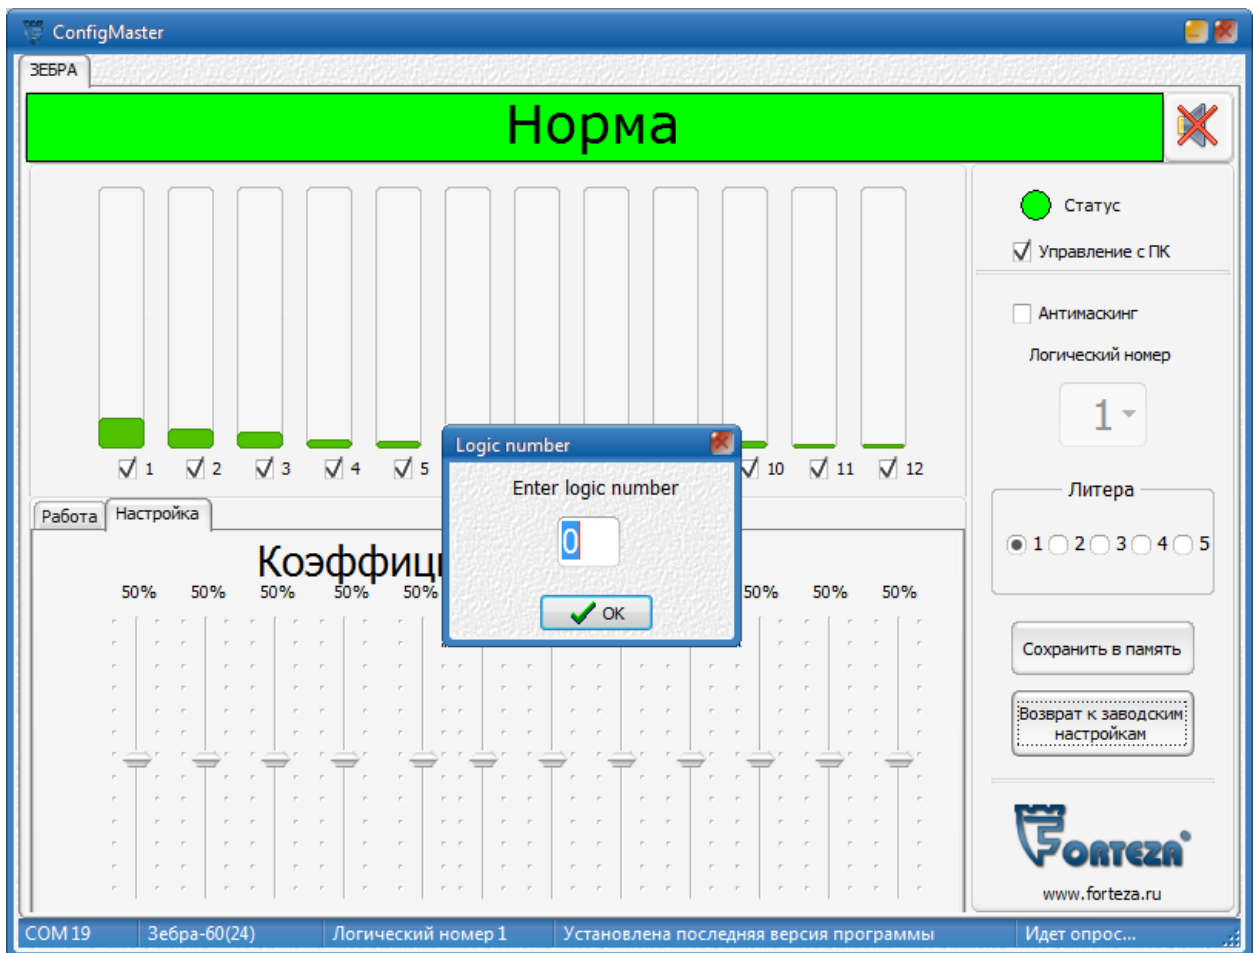 ConfigMaster
ЗЕБРА
Норма
1 2 3 4 5 10 11 12
Статус
Управление с ПК
Антимаскинг
Логический номер
1
Литера
1 2 3 4 5
Сохранить в память
Возврат к заводским
настройкам
FORTEZA
www.forteza.ru
Logic number
Enter logic number
0
OK
Работа Настройка
50% 50% 50% 50% 50% 50% 50% 50%
COM 19 Зебра-60(24) Логический номер 1 Установлена последняя версия программы Идет опрос...